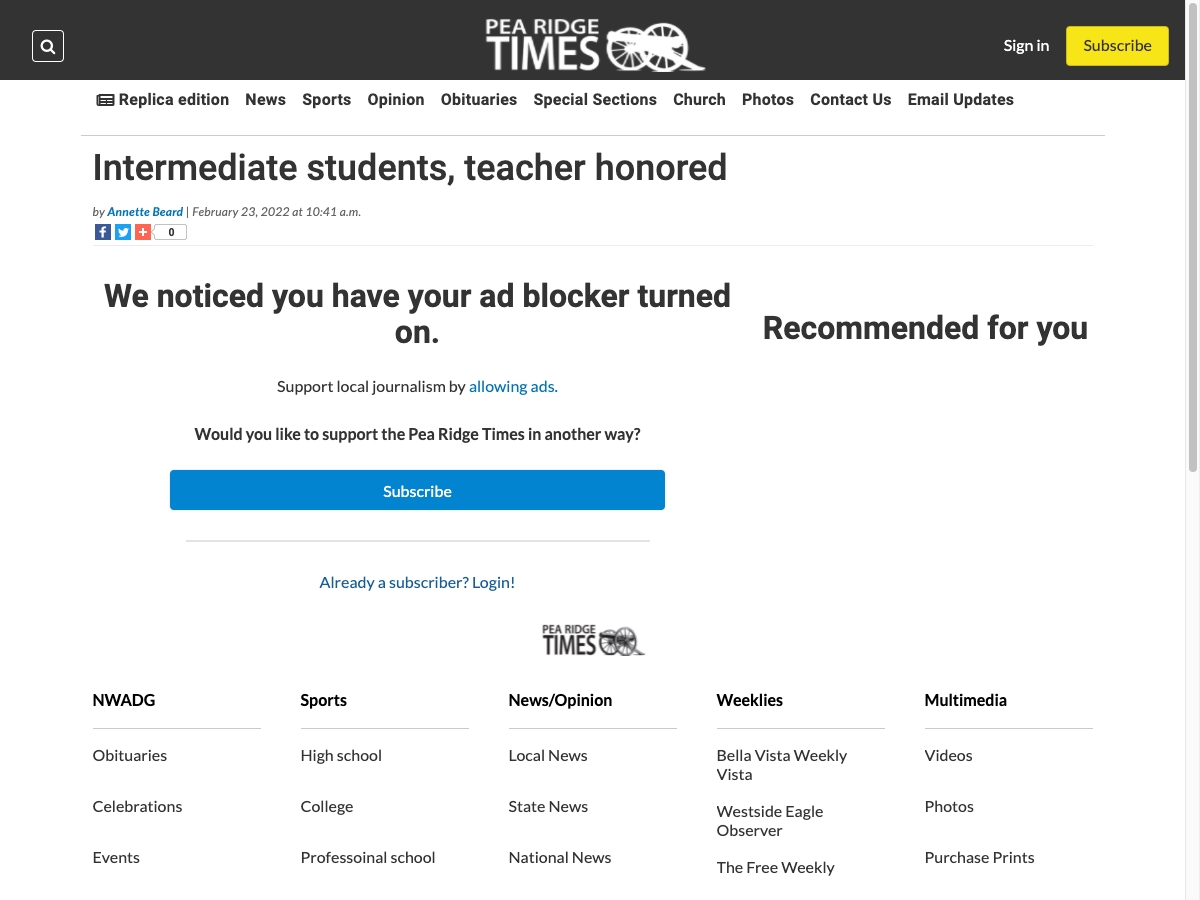 PEA RIDGE
TIMES
Sign in
Subscribe
Replica edition News Sports Opinion Obituaries Special Sections Church Photos Contact Us Email Updates
Intermediate students, teacher honored
by Annette Beard | February 23, 2022 at 10:41 a.m.
0
We noticed you have your ad blocker turned
on.
Support local journalism by allowing ads.
Would you like to support the Pea Ridge Times in another way?
Subscribe
Already a subscriber? Login!
Recommended for you
PEA RIDGE
TIMES
NWADG
Obituaries
Celebrations
Events
Sports
High school
College
Professoinal school
News/Opinion
Local News
State News
National News
Weeklies
Bella Vista Weekly
Vista
Westside Eagle
Observer
The Free Weekly
Multimedia
Videos
Photos
Purchase Prints